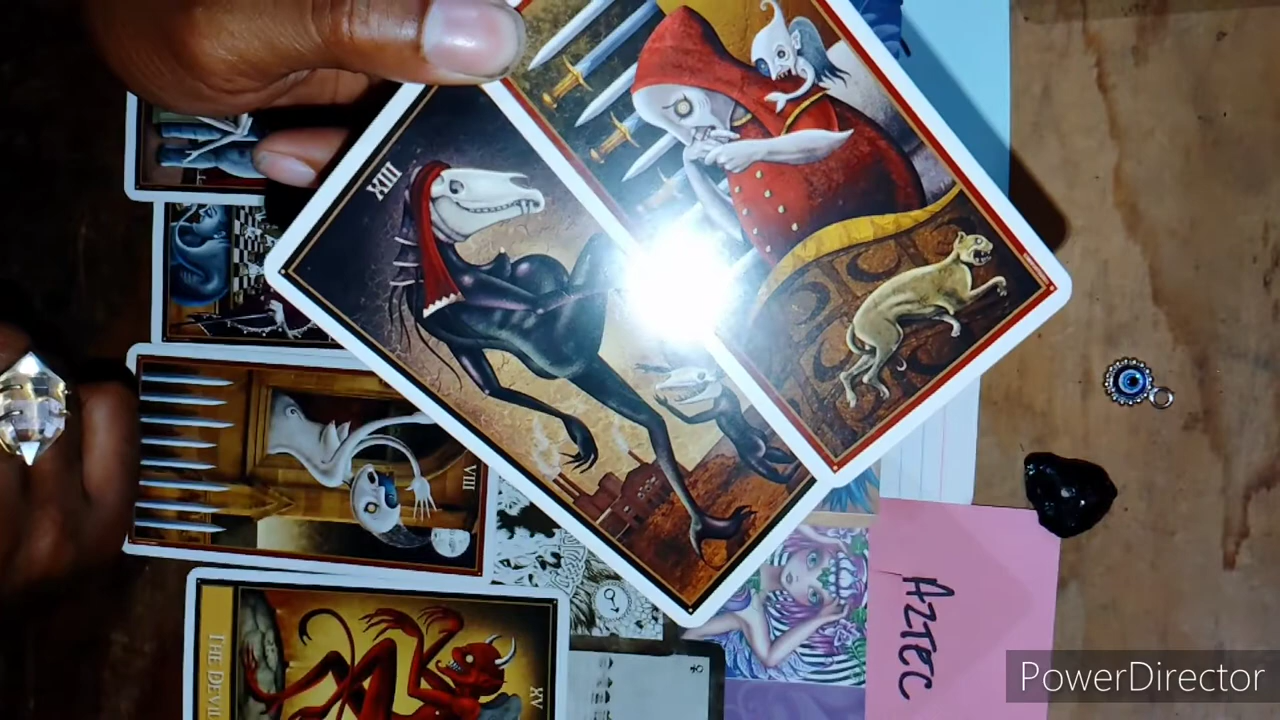 XIII
VIII
THE DEVIL
XV
AZTEC
PowerDirector